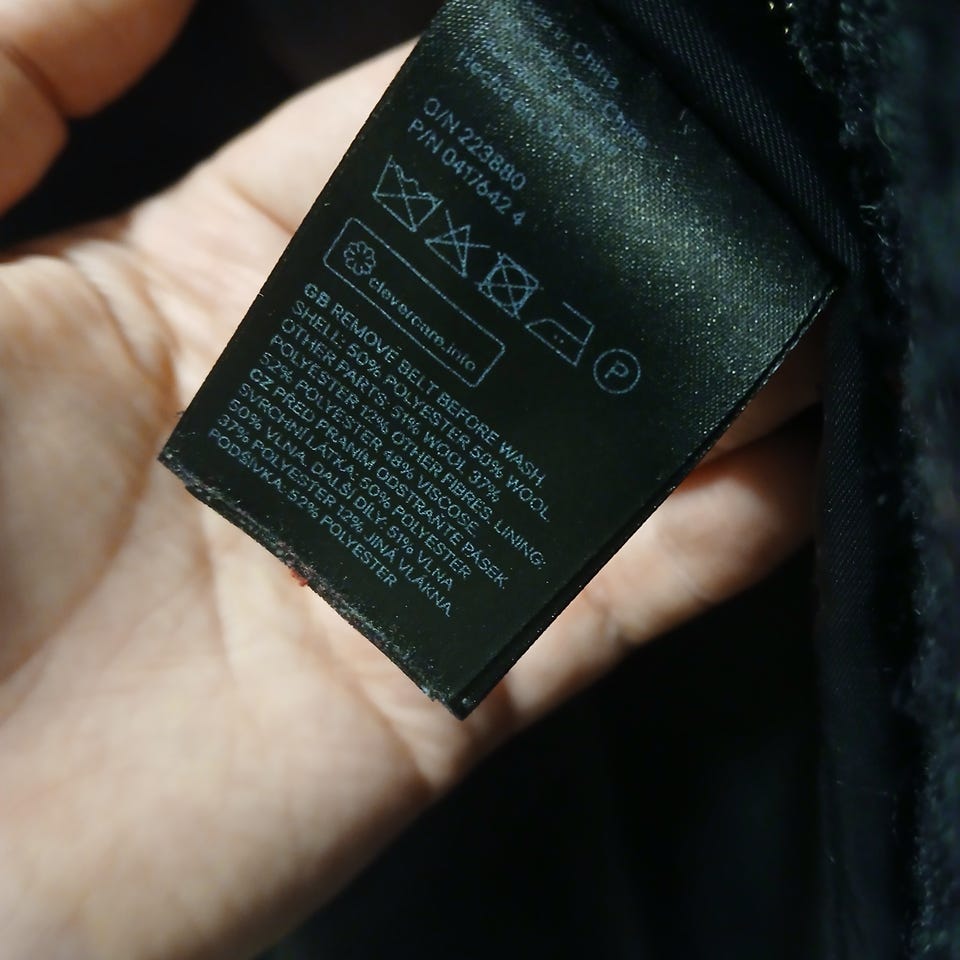 O/N 223880
P/N 0417642 4
clevercare.info
P
GB REMOVE BELT BEFORE WASH.
SHELL: 50% POLYESTER, 50% WOOL.
OTHER PARTS: 51% WOOL, 37%
POLYESTER, 12% OTHER FIBRES. LINING:
52% POLYESTER, 48% VISCOSE.
CZ PŘED PRANÍM ODSTRAŇTE PÁSEK.
SVRCHNÍ LÁTKA: 50% POLYESTER
50% VLNA. DALŠÍ DÍLY: 51% VLNA
37% POLYESTER 12% JINÁ VLÁKNA
PODŠÍVKA: 52% POLYESTER